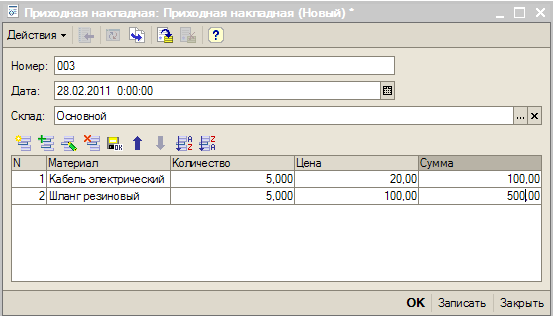 Приходная накладная: Приходная накладная (Новый) *
Действия
Номер: 003
Дата: 28.02.2011 0:00:00
Склад: Основной ... ×
N Материал Количество Цена Сумма
1 Кабель электрический 5,000 20,00 100,00
2 Шланг резиновый 5,000 100,00 500,00
OK Записать Закрыть